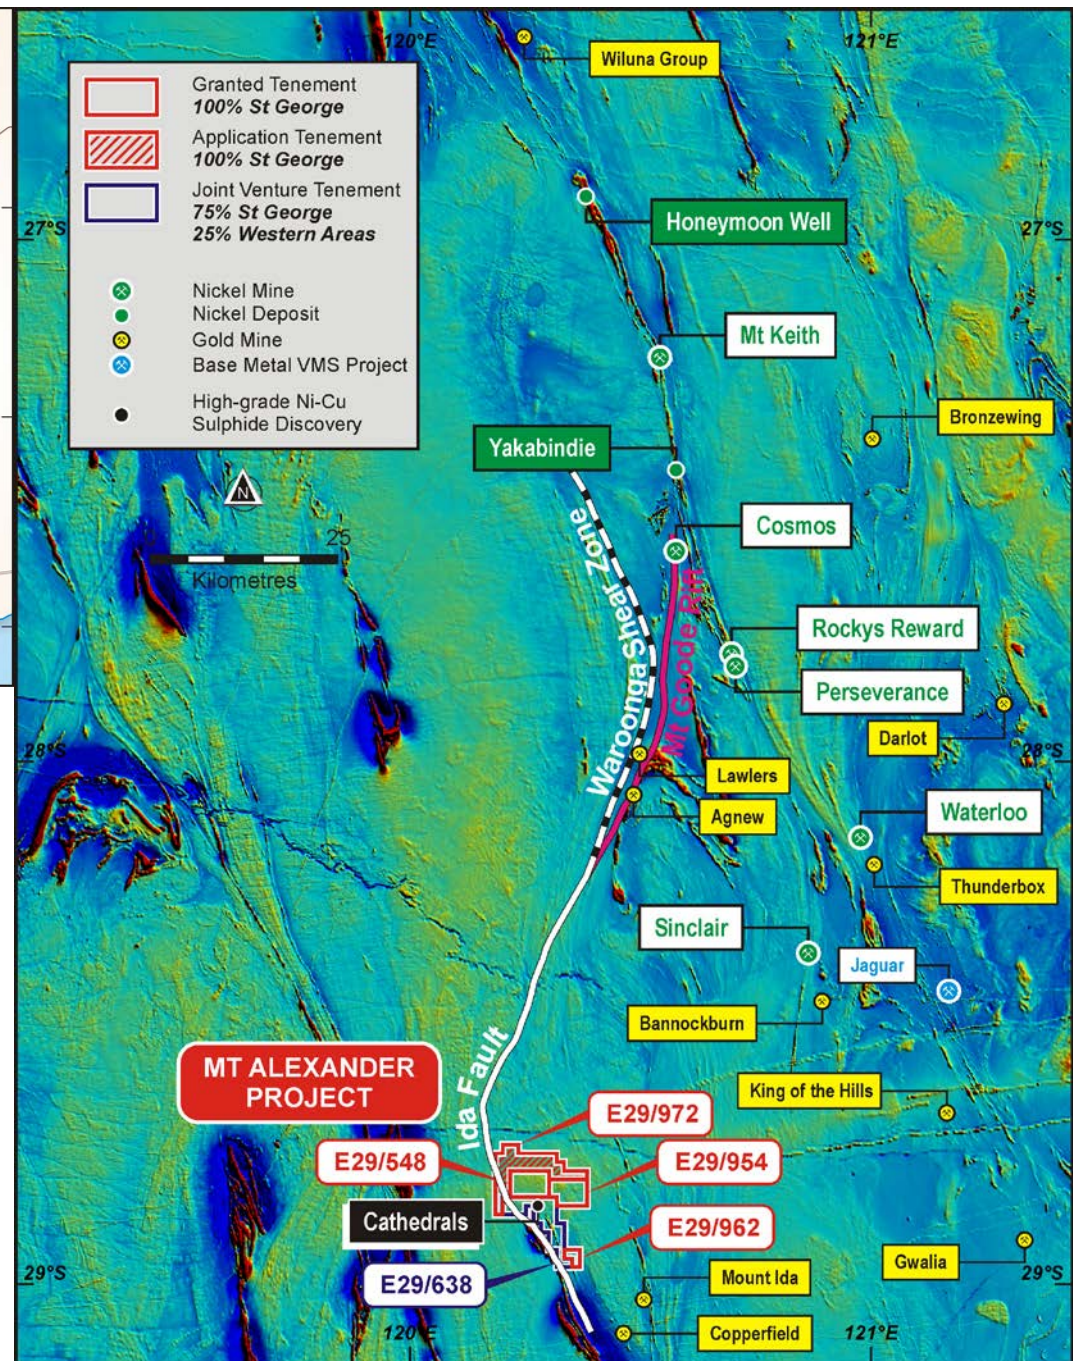 120°E
121°E
Wiluna Group
Granted Tenement
100% St George
Application Tenement
100% St George
Joint Venture Tenement
75% St George
25% Western Areas
27°S
27°S
Honeymoon Well
Nickel Mine
Nickel Deposit
Gold Mine
Base Metal VMS Project
High-grade Ni-Cu
Sulphide Discovery
Mt Keith
Bronzewing
Yakabindie
N
25
Kilometres
Cosmos
Waroonga Shear Zone
Mt Goode Rift
Rockys Reward
Perseverance
Darlot
28°S
28°S
Lawlers
Agnew
Waterloo
Thunderbox
Sinclair
Jaguar
Bannockburn
Ida Fault
MT ALEXANDER
PROJECT
King of the Hills
E29/972
E29/548
E29/954
Cathedrals
E29/962
Gwalia
29°S
29°S
E29/638
Mount Ida
Copperfield
120°E
121°E